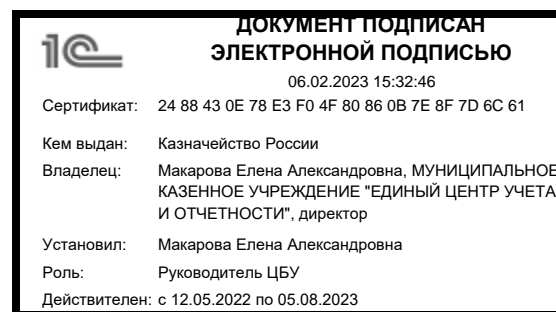 ДОКУМЕНТ ПОДПИСАН
ЭЛЕКТРОННОЙ ПОДПИСЬЮ
1С
06.02.2023 15:32:46
Сертификат: 24 88 43 0E 78 E3 F0 4F 80 86 0B 7E 8F 7D 6C 61
Кем выдан: Казначейство России
Владелец: Макарова Елена Александровна, МУНИЦИПАЛЬНОЕ
КАЗЕННОЕ УЧРЕЖДЕНИЕ "ЕДИНЫЙ ЦЕНТР УЧЕТА
И ОТЧЕТНОСТИ", директор
Установил: Макарова Елена Александровна
Роль: Руководитель ЦБУ
Действителен: с 12.05.2022 по 05.08.2023